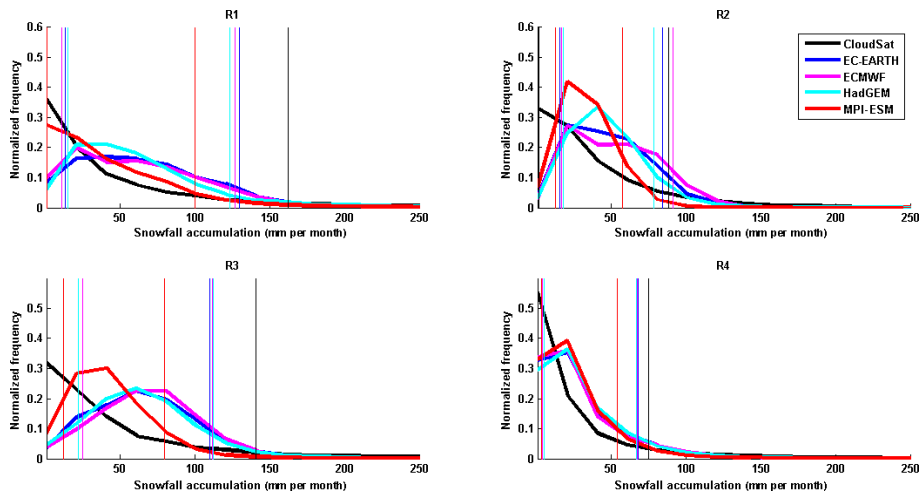 R1
0.6
0.5
0.4
0.3
0.2
0.1
0
50
100
150
200
250
Normalized frequency
Snowfall accumulation (mm per month)
R2
0.6
0.5
0.4
0.3
0.2
0.1
0
50
100
150
200
250
Normalized frequency
Snowfall accumulation (mm per month)
CloudSat
EC-EARTH
ECMWF
HadGEM
MPI-ESM
R3
0.5
0.4
0.3
0.2
0.1
0
50
100
150
200
250
Normalized frequency
Snowfall accumulation (mm per month)
R4
0.5
0.4
0.3
0.2
0.1
0
50
100
150
200
250
Normalized frequency
Snowfall accumulation (mm per month)